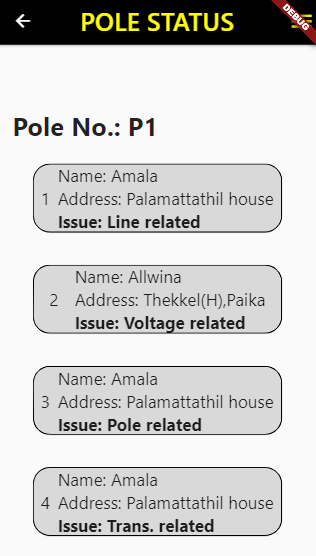 POLE STATUS
DEBUG
Pole No.: P1
Name: Amala
1 Address: Palamattathil house
Issue: Line related
Name: Allwina
2 Address: Thekkel(H),Paika
Issue: Voltage related
Name: Amala
3 Address: Palamattathil house
Issue: Pole related
Name: Amala
4 Address: Palamattathil house
Issue: Trans. related